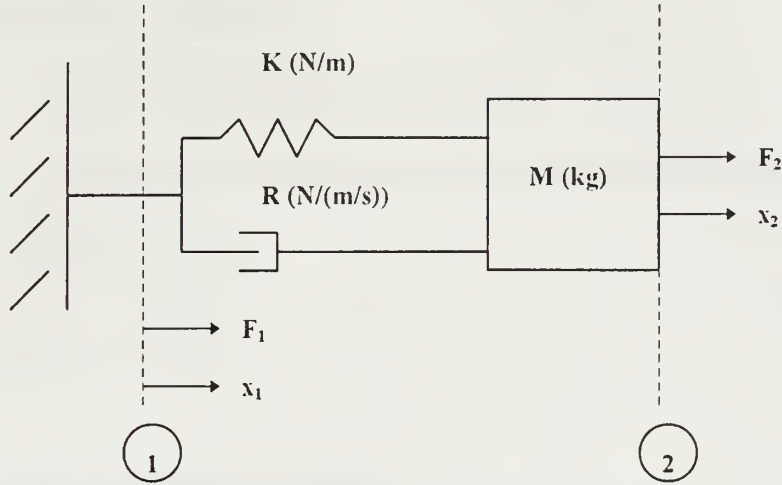 K (N/m)
R (N/(m/s))
M (kg)
F₂
x₂
F₁
x₁
1
2